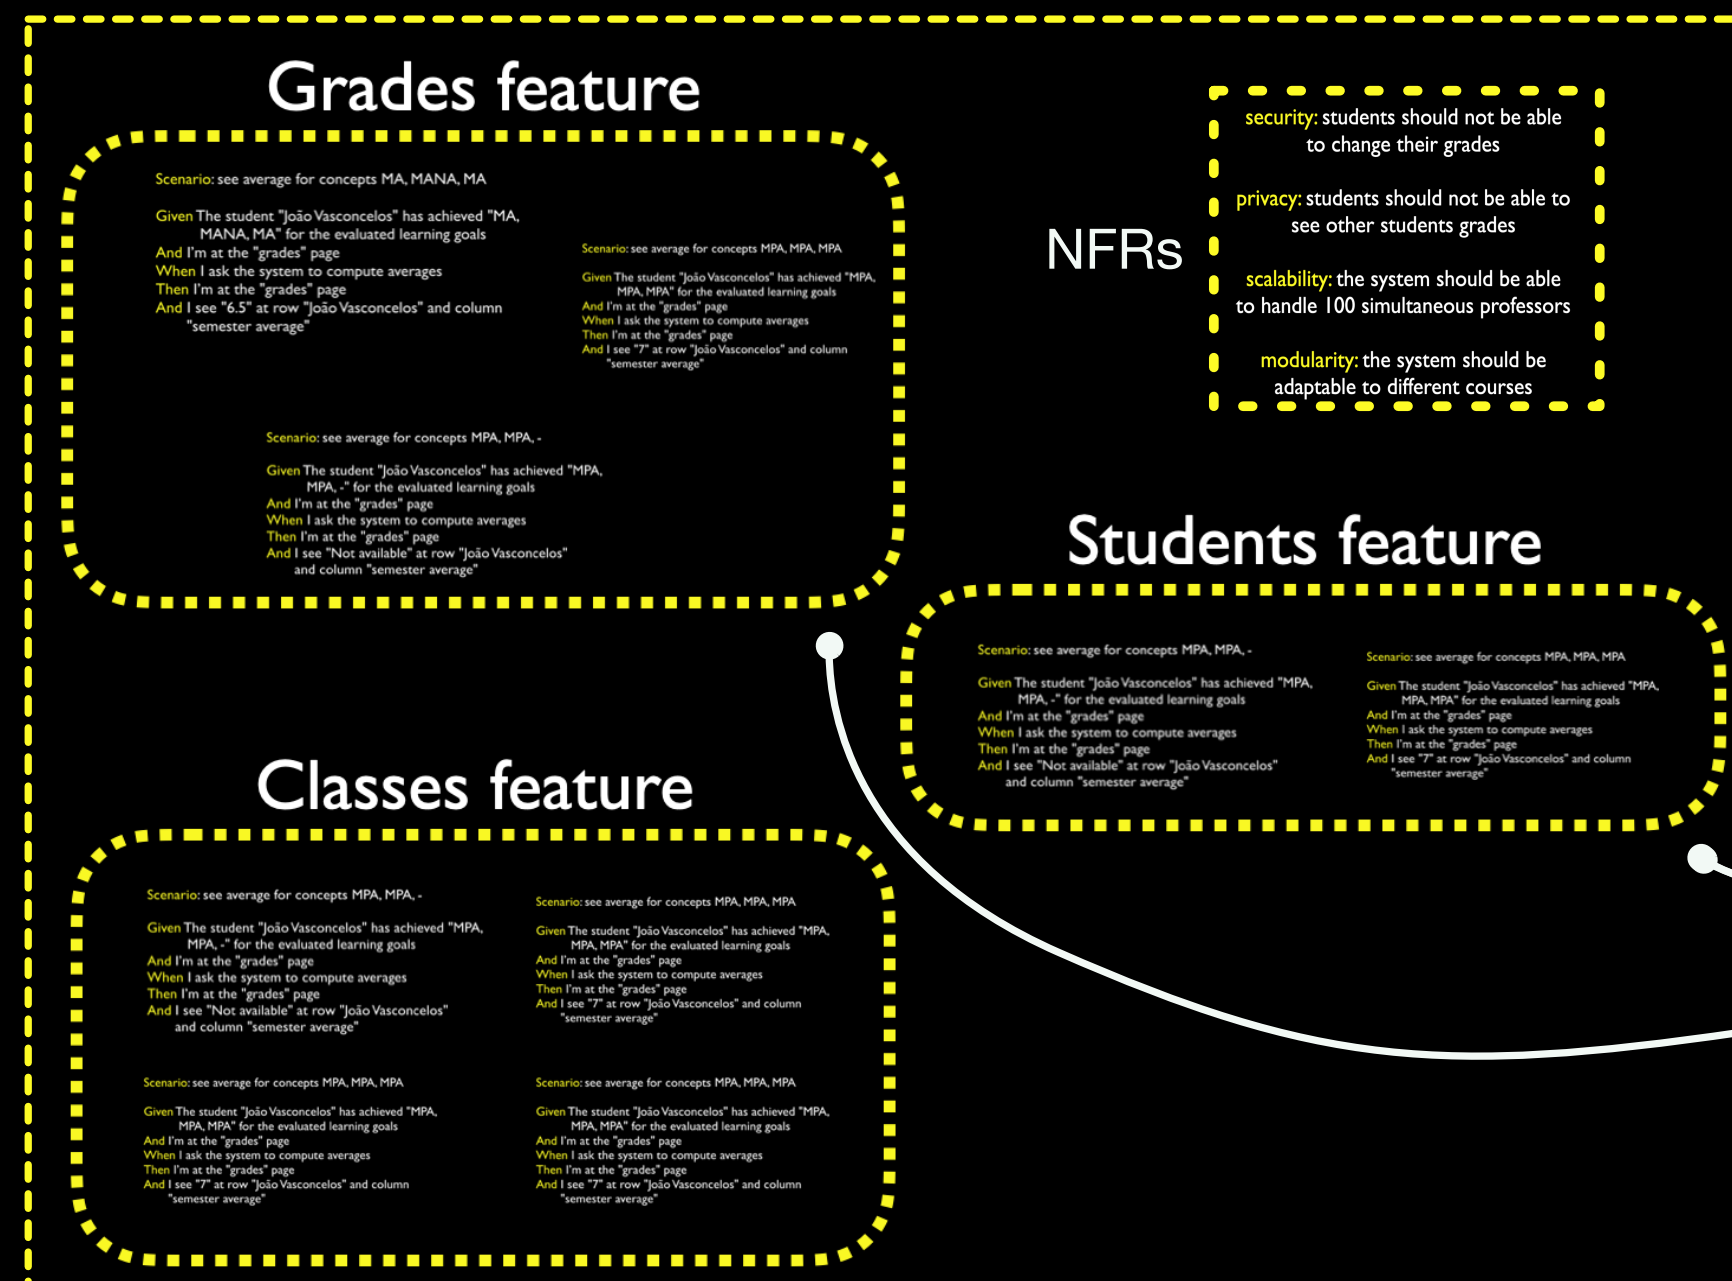 Grades feature
Scenario: see average for concepts MA, MANA, MA
Given The student "João Vasconcelos" has achieved "MA,
MANA, MA" for the evaluated learning goals
And I'm at the "grades" page
When I ask the system to compute averages
Then I'm at the "grades" page
And I see "6.5" at row "João Vasconcelos" and column
"semester average"
Scenario: see average for concepts MPA, MPA, MPA
Given The student "João Vasconcelos" has achieved "MPA,
MPA, MPA" for the evaluated learning goals
And I'm at the "grades" page
When I ask the system to compute averages
Then I'm at the "grades" page
And I see "7" at row "João Vasconcelos" and column
"semester average"
Scenario: see average for concepts MPA, MPA, -
Given The student "João Vasconcelos" has achieved "MPA,
MPA, -" for the evaluated learning goals
And I'm at the "grades" page
When I ask the system to compute averages
Then I'm at the "grades" page
And I see "Not available" at row "João Vasconcelos"
and column "semester average"
NFRs
security: students should not be able
to change their grades
privacy: students should not be able to
see other students grades
scalability: the system should be able
to handle 100 simultaneous professors
modularity: the system should be
adaptable to different courses
Students feature
Scenario: see average for concepts MPA, MPA, -
Given The student "João Vasconcelos" has achieved "MPA,
MPA, -" for the evaluated learning goals
And I'm at the "grades" page
When I ask the system to compute averages
Then I'm at the "grades" page
And I see "Not available" at row "João Vasconcelos"
and column "semester average"
Scenario: see average for concepts MPA, MPA, MPA
Given The student "João Vasconcelos" has achieved "MPA,
MPA, MPA" for the evaluated learning goals
And I'm at the "grades" page
When I ask the system to compute averages
Then I'm at the "grades" page
And I see "7" at row "João Vasconcelos" and column
"semester average"
Classes feature
Scenario: see average for concepts MPA, MPA, -
Given The student "João Vasconcelos" has achieved "MPA,
MPA, -" for the evaluated learning goals
And I'm at the "grades" page
When I ask the system to compute averages
Then I'm at the "grades" page
And I see "Not available" at row "João Vasconcelos"
and column "semester average"
Scenario: see average for concepts MPA, MPA, MPA
Given The student "João Vasconcelos" has achieved "MPA,
MPA, MPA" for the evaluated learning goals
And I'm at the "grades" page
When I ask the system to compute averages
Then I'm at the "grades" page
And I see "7" at row "João Vasconcelos" and column
"semester average"
Scenario: see average for concepts MPA, MPA, MPA
Given The student "João Vasconcelos" has achieved "MPA,
MPA, MPA" for the evaluated learning goals
And I'm at the "grades" page
When I ask the system to compute averages
Then I'm at the "grades" page
And I see "7" at row "João Vasconcelos" and column
"semester average"
Scenario: see average for concepts MPA, MPA, MPA
Given The student "João Vasconcelos" has achieved "MPA,
MPA, MPA" for the evaluated learning goals
And I'm at the "grades" page
When I ask the system to compute averages
Then I'm at the "grades" page
And I see "7" at row "João Vasconcelos" and column
"semester average"